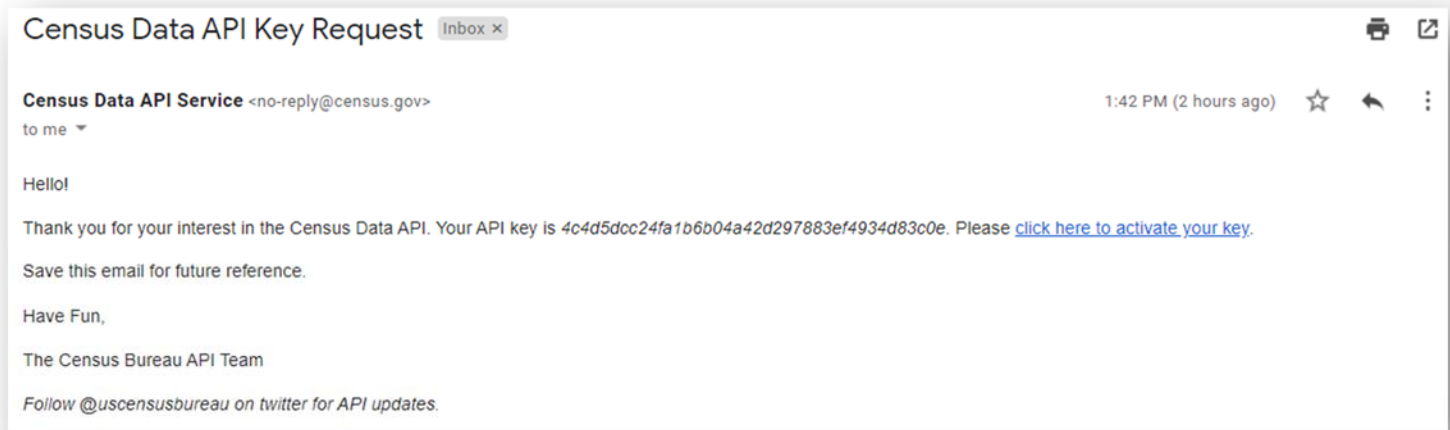 Census Data API Key Request Inbox ×
Census Data API Service <no-reply@census.gov> 1:42 PM (2 hours ago)
to me
Hello!
Thank you for your interest in the Census Data API. Your API key is 4c4d5dcc24fa1b6b04a42d297883ef4934d83c0e. Please click here to activate your key.
Save this email for future reference.
Have Fun,
The Census Bureau API Team
Follow @uscensusbureau on twitter for API updates.